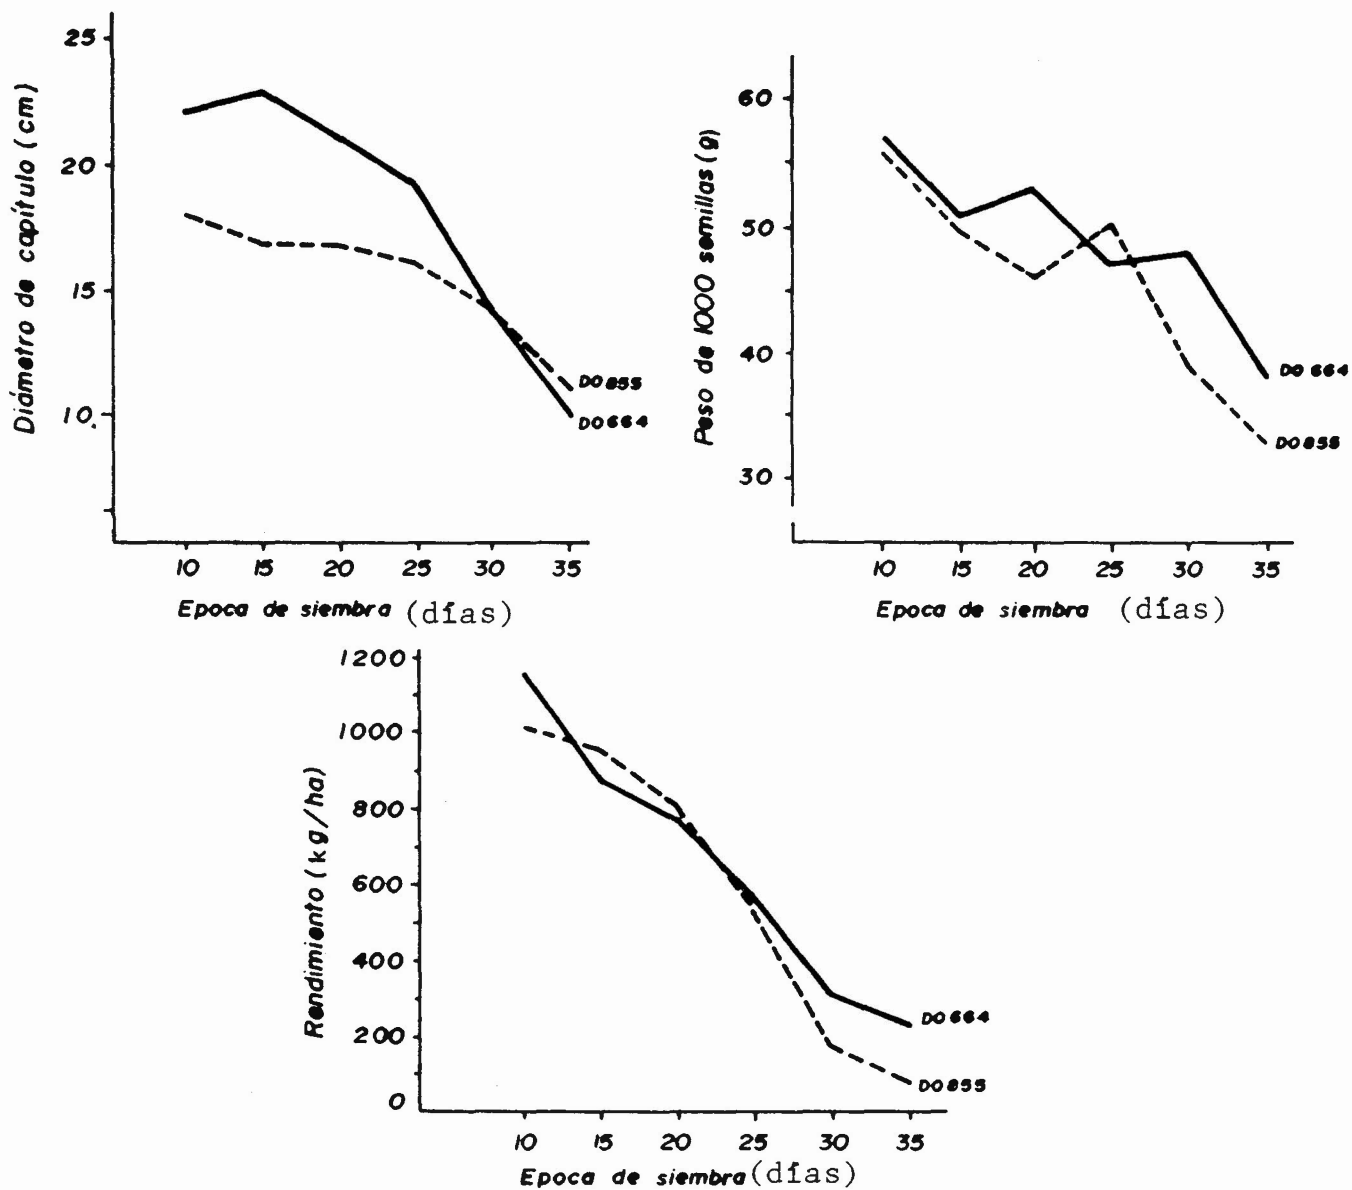 Diámetro de capítulo (cm)
25
20
15
10.
DO855
DO664
10 15 20 25 30 35
Epoca de siembra (días)
Peso de 1000 semillas (g)
60
50
40
30
DO 664
DO855
10 15 20 25 30 35
Epoca de siembra (días)
Rendimiento (kg/ha)
1200
1000
800
600
400
200
0
DO664
DO855
10 15 20 25 30 35
Epoca de siembra (días)